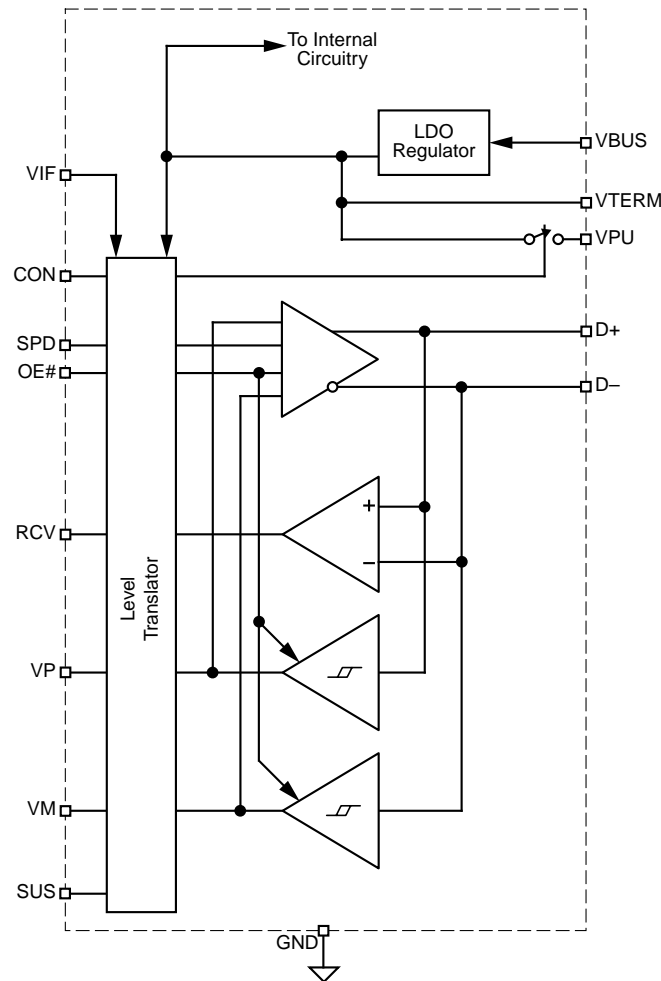 To Internal
Circuitry
LDO
Regulator
VBUS
VIF
VTERM
VPU
CON
SPD
D+
OE#
D–
+
RCV
–
Level
Translator
VP
VM
SUS
GND